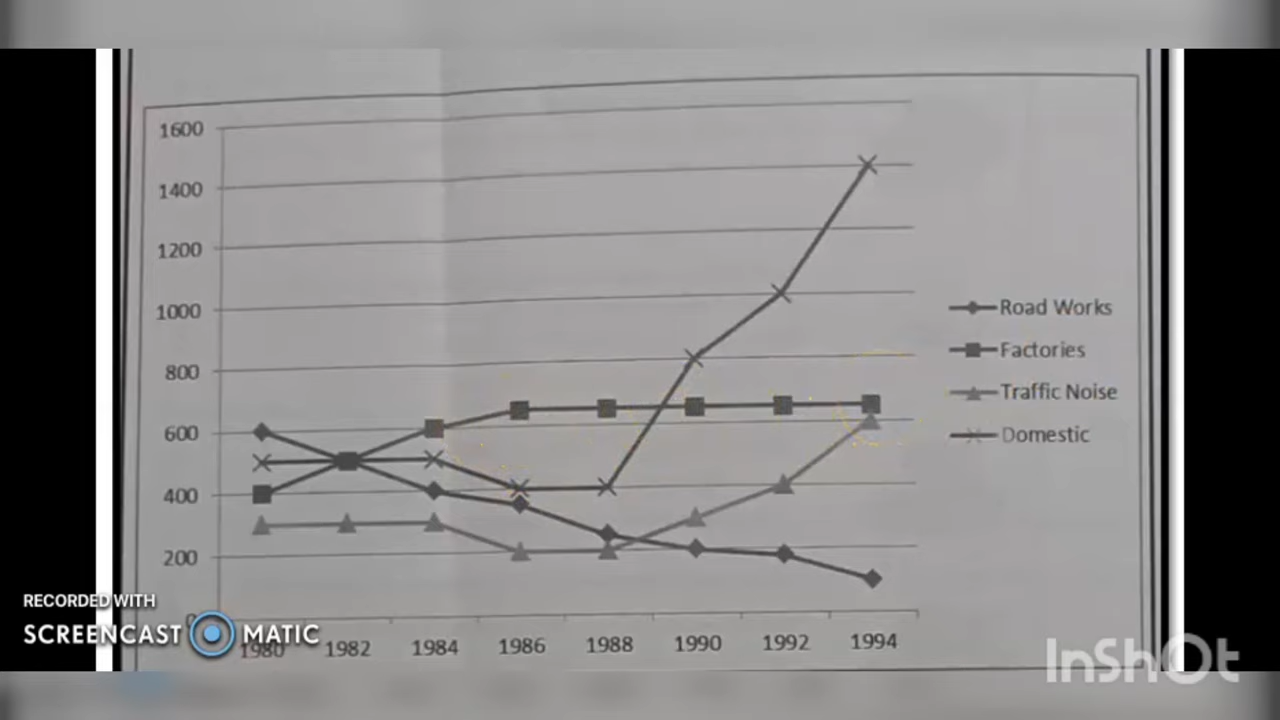 1600
1400
1200
1000
800
600
400
200
0
1980 1982 1984 1986 1988 1990 1992 1994
Road Works
Factories
Traffic Noise
Domestic
RECORDED WITH
SCREENCAST MATIC
InShOt